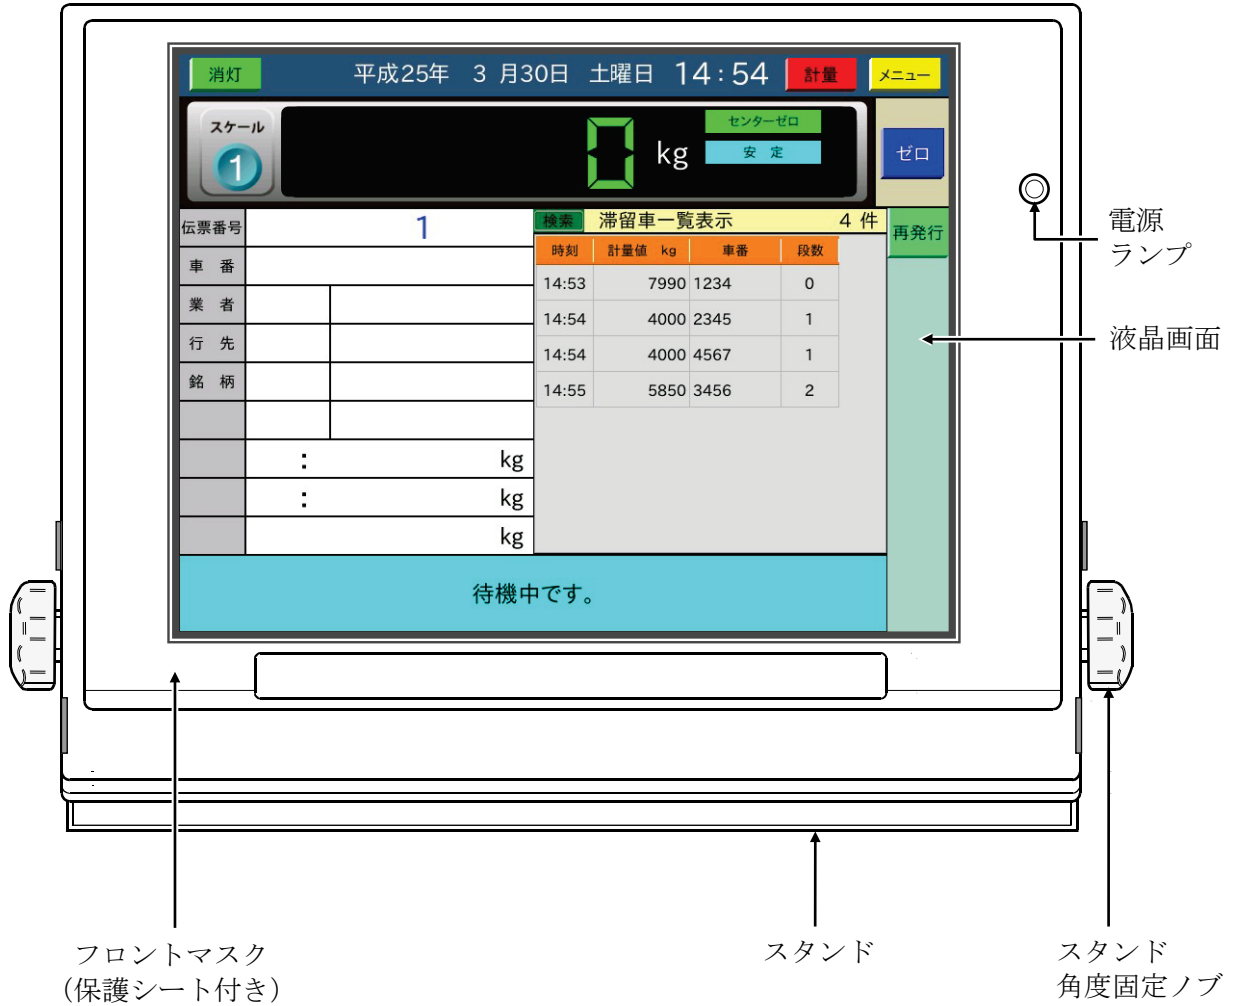 消灯 平成25年 3 月30日 土曜日 14:54 計量 メニュー
スケール
1
0 kg
センターゼロ
安 定
ゼロ
伝票番号 1
車 番
業 者
行 先
銘 柄
: kg
: kg
kg
検索 滞留車一覧表示 4 件
時刻 計量値 kg 車番 段数
14:53 7990 1234 0
14:54 4000 2345 1
14:54 4000 4567 1
14:55 5850 3456 2
再発行
待機中です。
電源
ランプ
液晶画面
フロントマスク
(保護シート付き)
スタンド
スタンド
角度固定ノブ